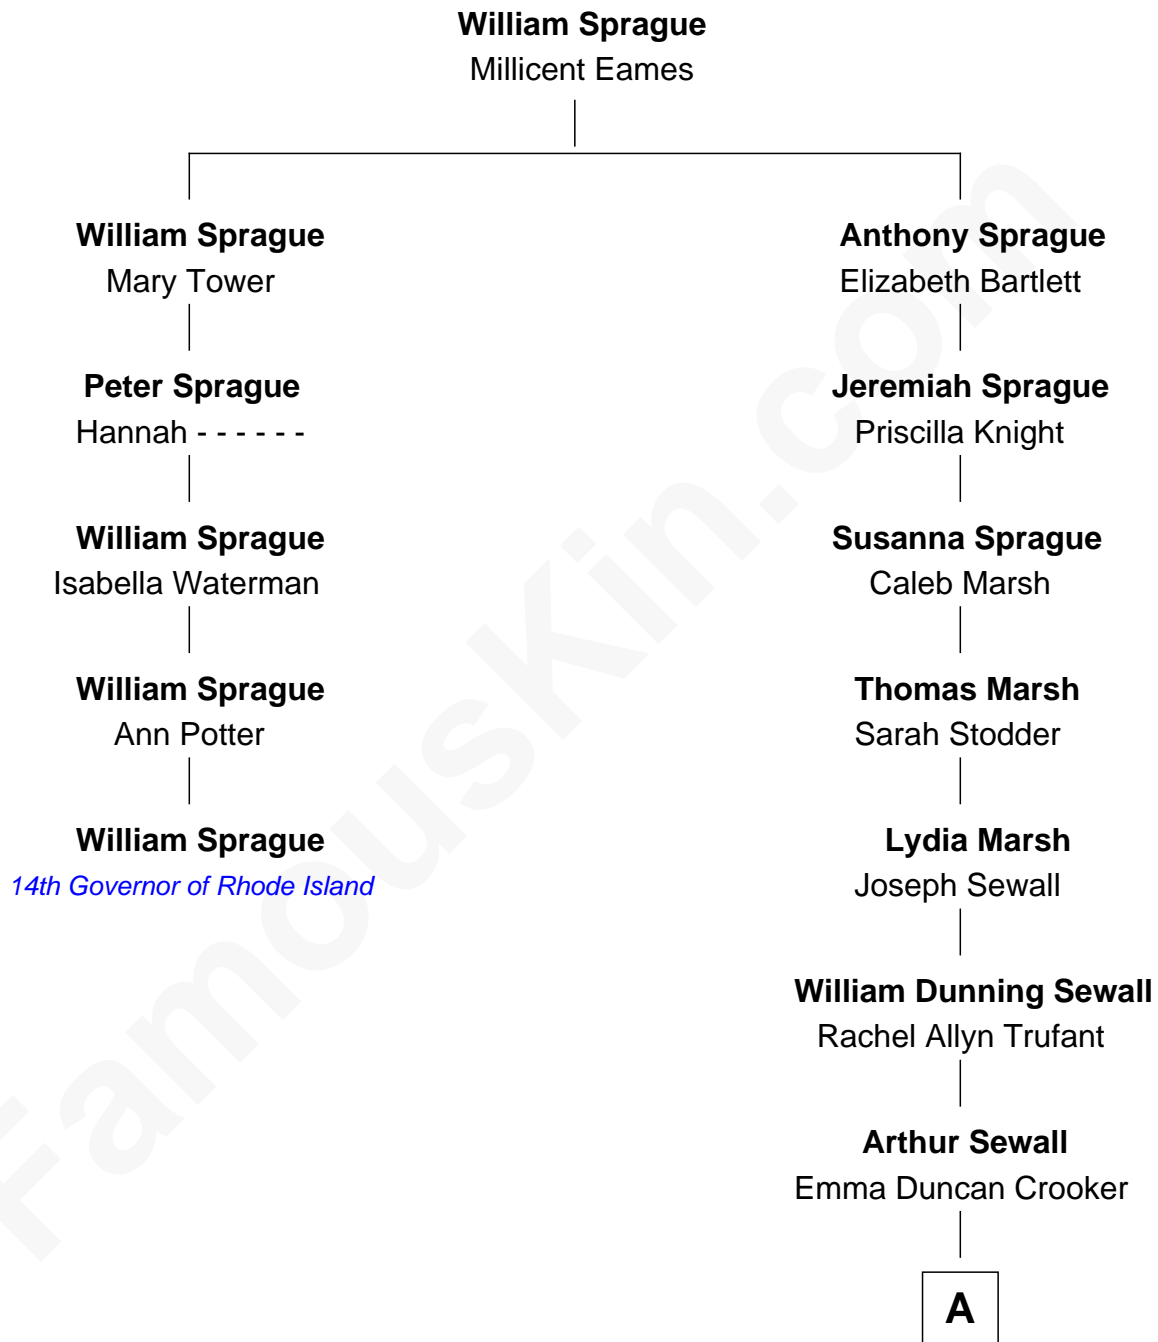 William Sprague
Millicent Eames
William Sprague
Mary Tower
Peter Sprague
Hannah - - - - - -
William Sprague
Isabella Waterman
William Sprague
Ann Potter
William Sprague
14th Governor of Rhode Island
Anthony Sprague
Elizabeth Bartlett
Jeremiah Sprague
Priscilla Knight
Susanna Sprague
Caleb Marsh
Thomas Marsh
Sarah Stodder
Lydia Marsh
Joseph Sewall
William Dunning Sewall
Rachel Allyn Trufant
Arthur Sewall
Emma Duncan Crooker
A
FamousKin.com